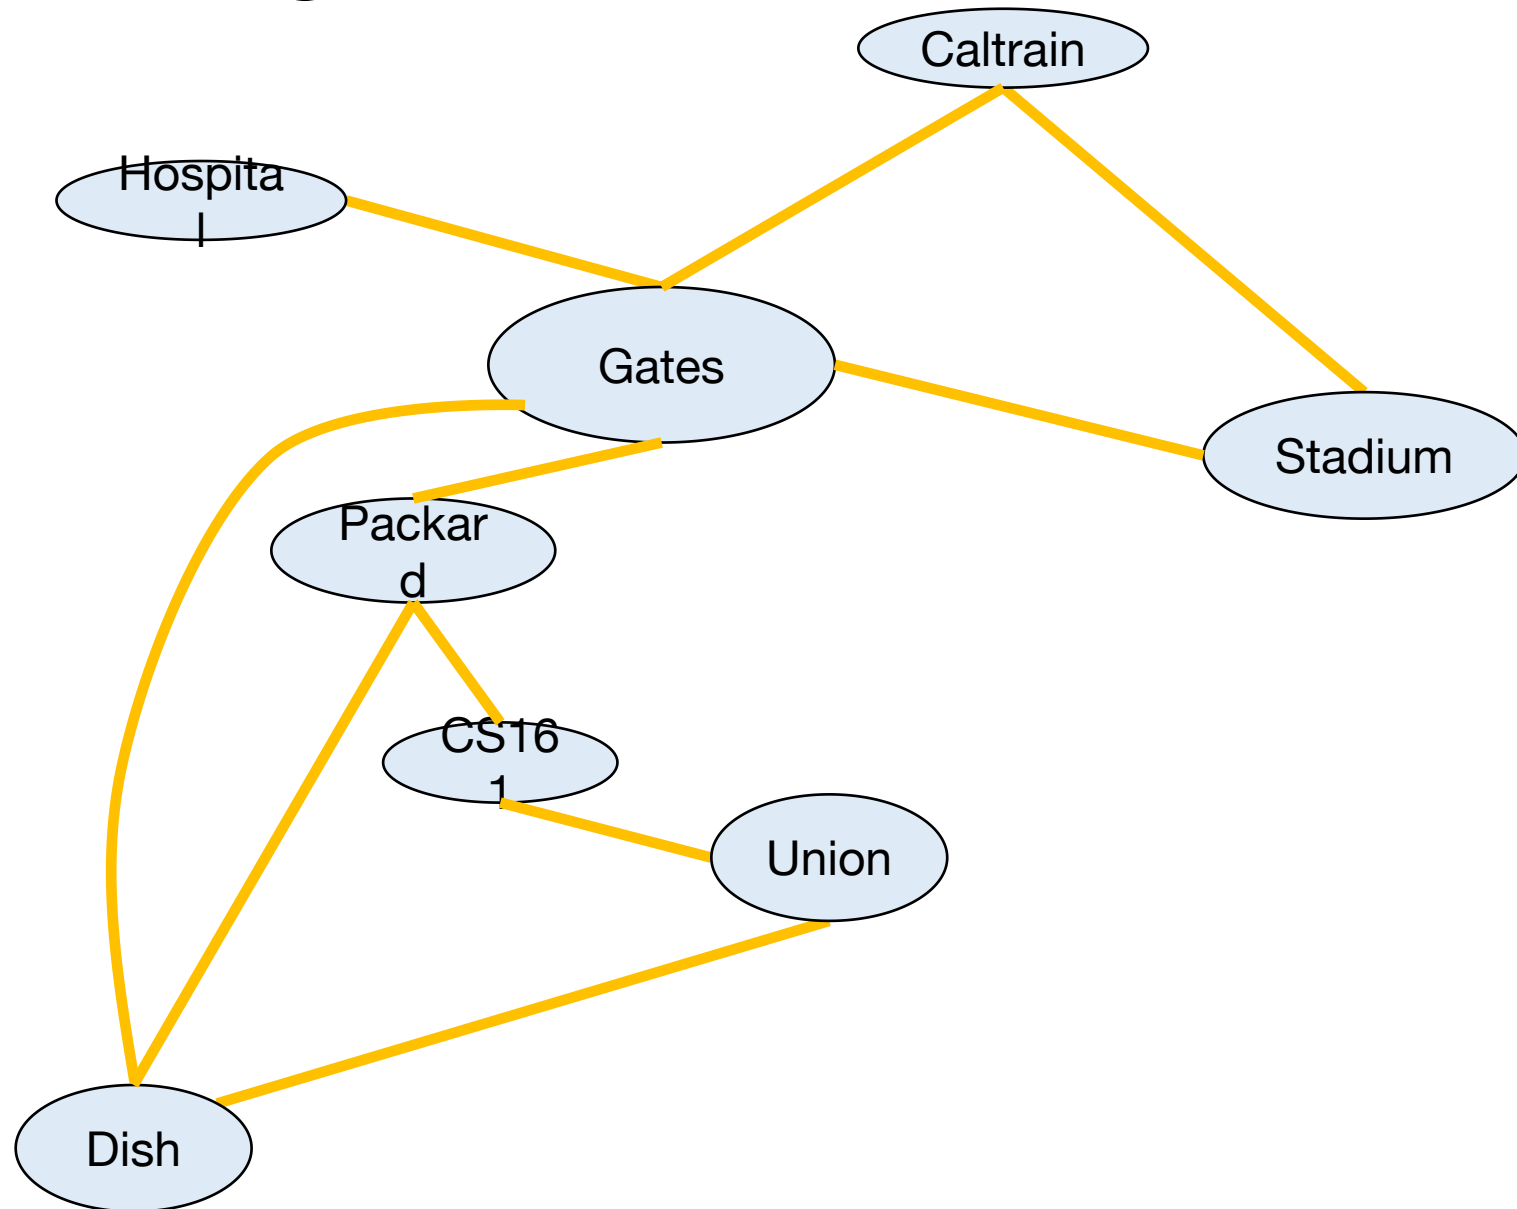 Caltrain
Hospita
l
Gates
Stadium
Packar
d
CS16
1
Union
Dish